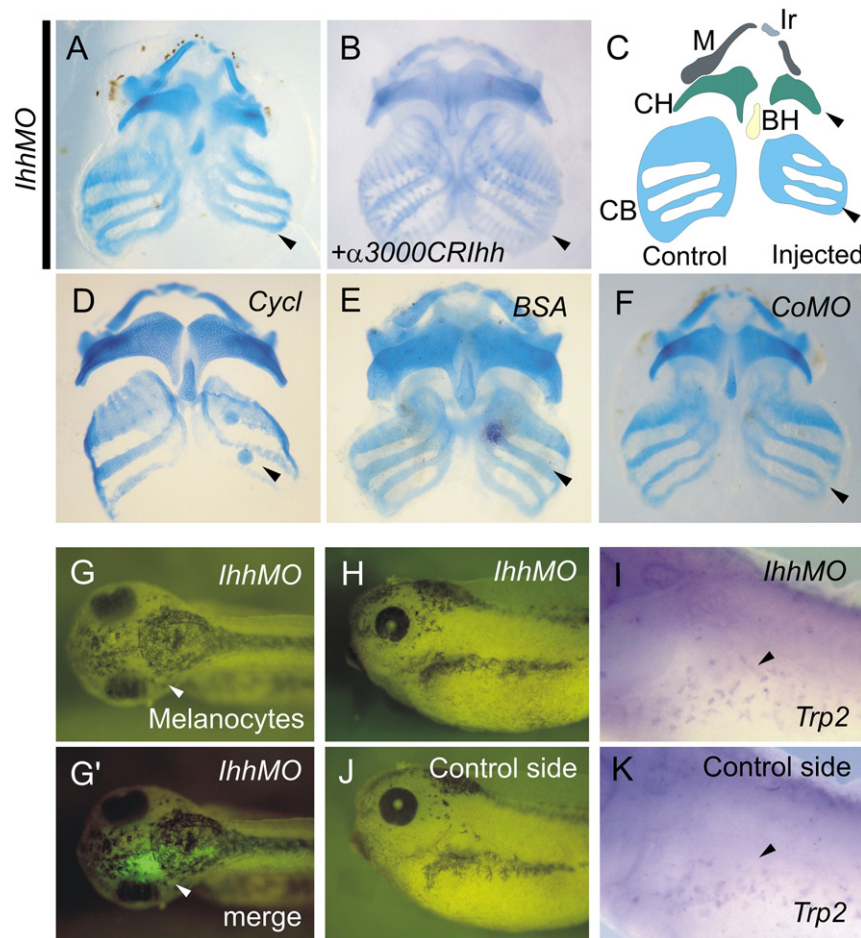 IhhMO
A
B
+α3000CRIhh
C
Ir
M
CH
BH
CB
Control
Injected
D
Cycl
E
BSA
F
CoMO
G
IhhMO
Melanocytes
H
IhhMO
I
IhhMO
Trp2
G'
IhhMO
merge
J
Control side
K
Control side
Trp2